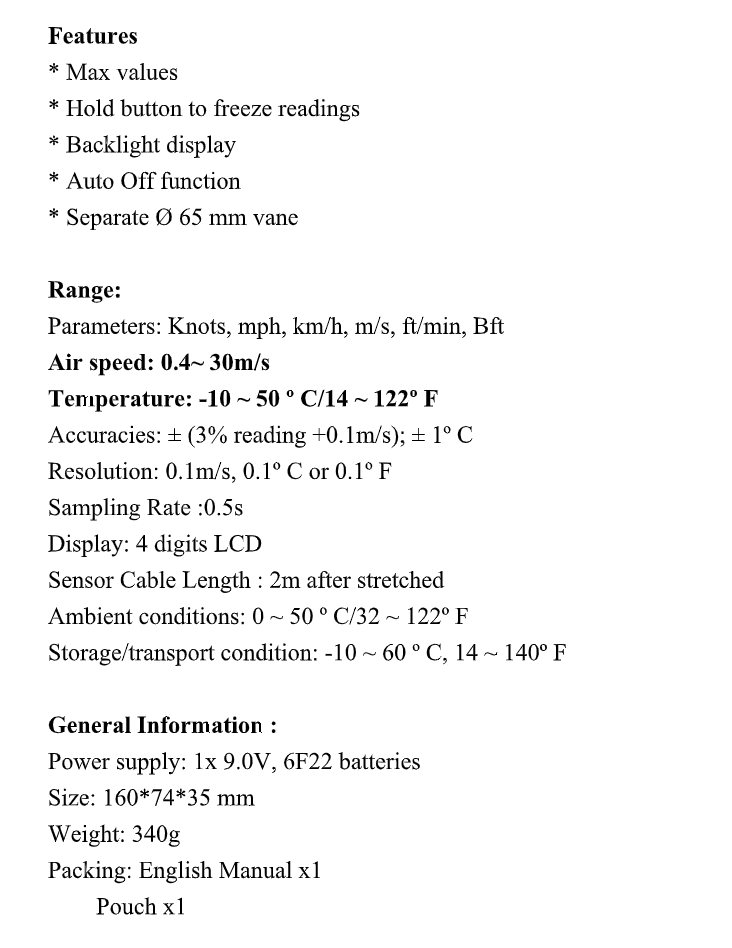 Features
* Max values
* Hold button to freeze readings
* Backlight display
* Auto Off function
* Separate Ø 65 mm vane
Range:
Parameters: Knots, mph, km/h, m/s, ft/min, Bft
Air speed: 0.4~ 30m/s
Temperature: -10 ~ 50 º C/14 ~ 122º F
Accuracies: ± (3% reading +0.1m/s); ± 1º C
Resolution: 0.1m/s, 0.1º C or 0.1º F
Sampling Rate :0.5s
Display: 4 digits LCD
Sensor Cable Length : 2m after stretched
Ambient conditions: 0 ~ 50 º C/32 ~ 122º F
Storage/transport condition: -10 ~ 60 º C, 14 ~ 140º F
General Information :
Power supply: 1x 9.0V, 6F22 batteries
Size: 160*74*35 mm
Weight: 340g
Packing: English Manual x1
Pouch x1